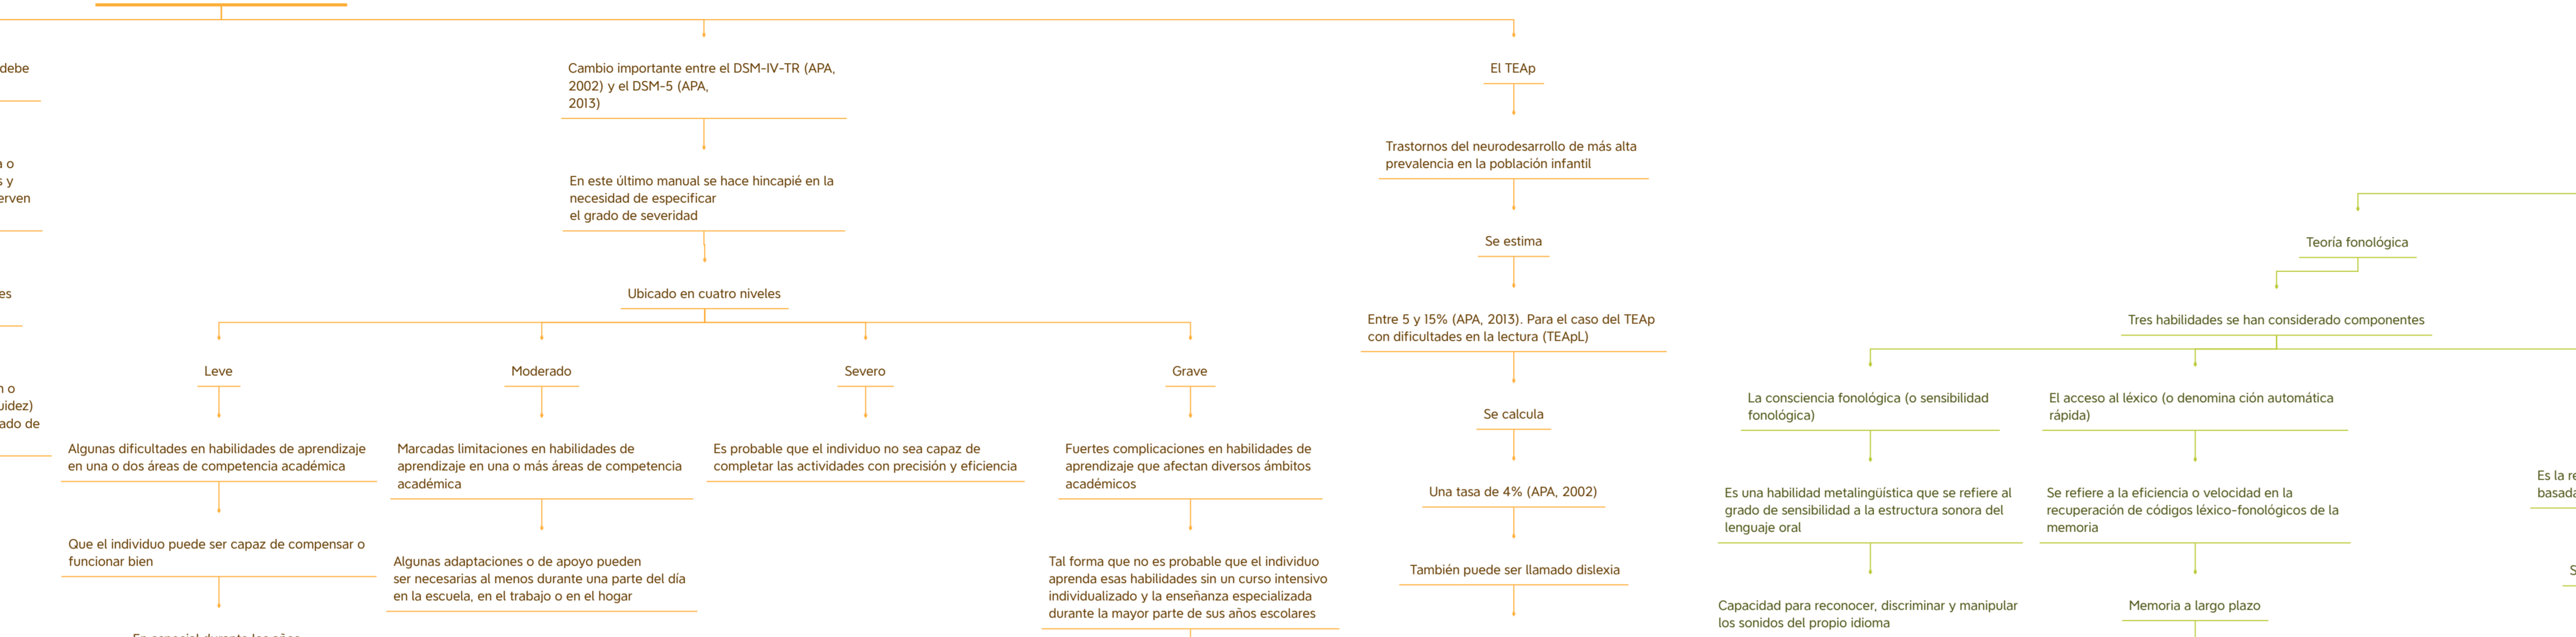 debe
a o
s y
erven
es
n o
uidez)
ado de
Cambio importante entre el DSM-IV-TR (APA,
2002) y el DSM-5 (APA,
2013)
En este último manual se hace hincapié en la
necesidad de especificar
el grado de severidad
Ubicado en cuatro niveles
Leve
Algunas dificultades en habilidades de aprendizaje
en una o dos áreas de competencia académica
Que el individuo puede ser capaz de compensar o
funcionar bien
Moderado
Marcadas limitaciones en habilidades de
aprendizaje en una o más áreas de competencia
académica
Algunas adaptaciones o de apoyo pueden
ser necesarias al menos durante una parte del día
en la escuela, en el trabajo o en el hogar
Severo
Es probable que el individuo no sea capaz de
completar las actividades con precisión y eficiencia
Grave
Fuertes complicaciones en habilidades de
aprendizaje que afectan diversos ámbitos
académicos
Tal forma que no es probable que el individuo
aprenda esas habilidades sin un curso intensivo
individualizado y la enseñanza especializada
durante la mayor parte de sus años escolares
El TEAp
Trastornos del neurodesarrollo de más alta
prevalencia en la población infantil
Se estima
Entre 5 y 15% (APA, 2013). Para el caso del TEAp
con dificultades en la lectura (TEApL)
Se calcula
Una tasa de 4% (APA, 2002)
También puede ser llamado dislexia
Teoría fonológica
Tres habilidades se han considerado componentes
La consciencia fonológica (o sensibilidad
fonológica)
Es una habilidad metalingüística que se refiere al
grado de sensibilidad a la estructura sonora del
lenguaje oral
Capacidad para reconocer, discriminar y manipular
los sonidos del propio idioma
El acceso al léxico (o denomina ción automática
rápida)
Se refiere a la eficiencia o velocidad en la
recuperación de códigos léxico-fonológicos de la
memoria
Memoria a largo plazo
Es la re
basada
S